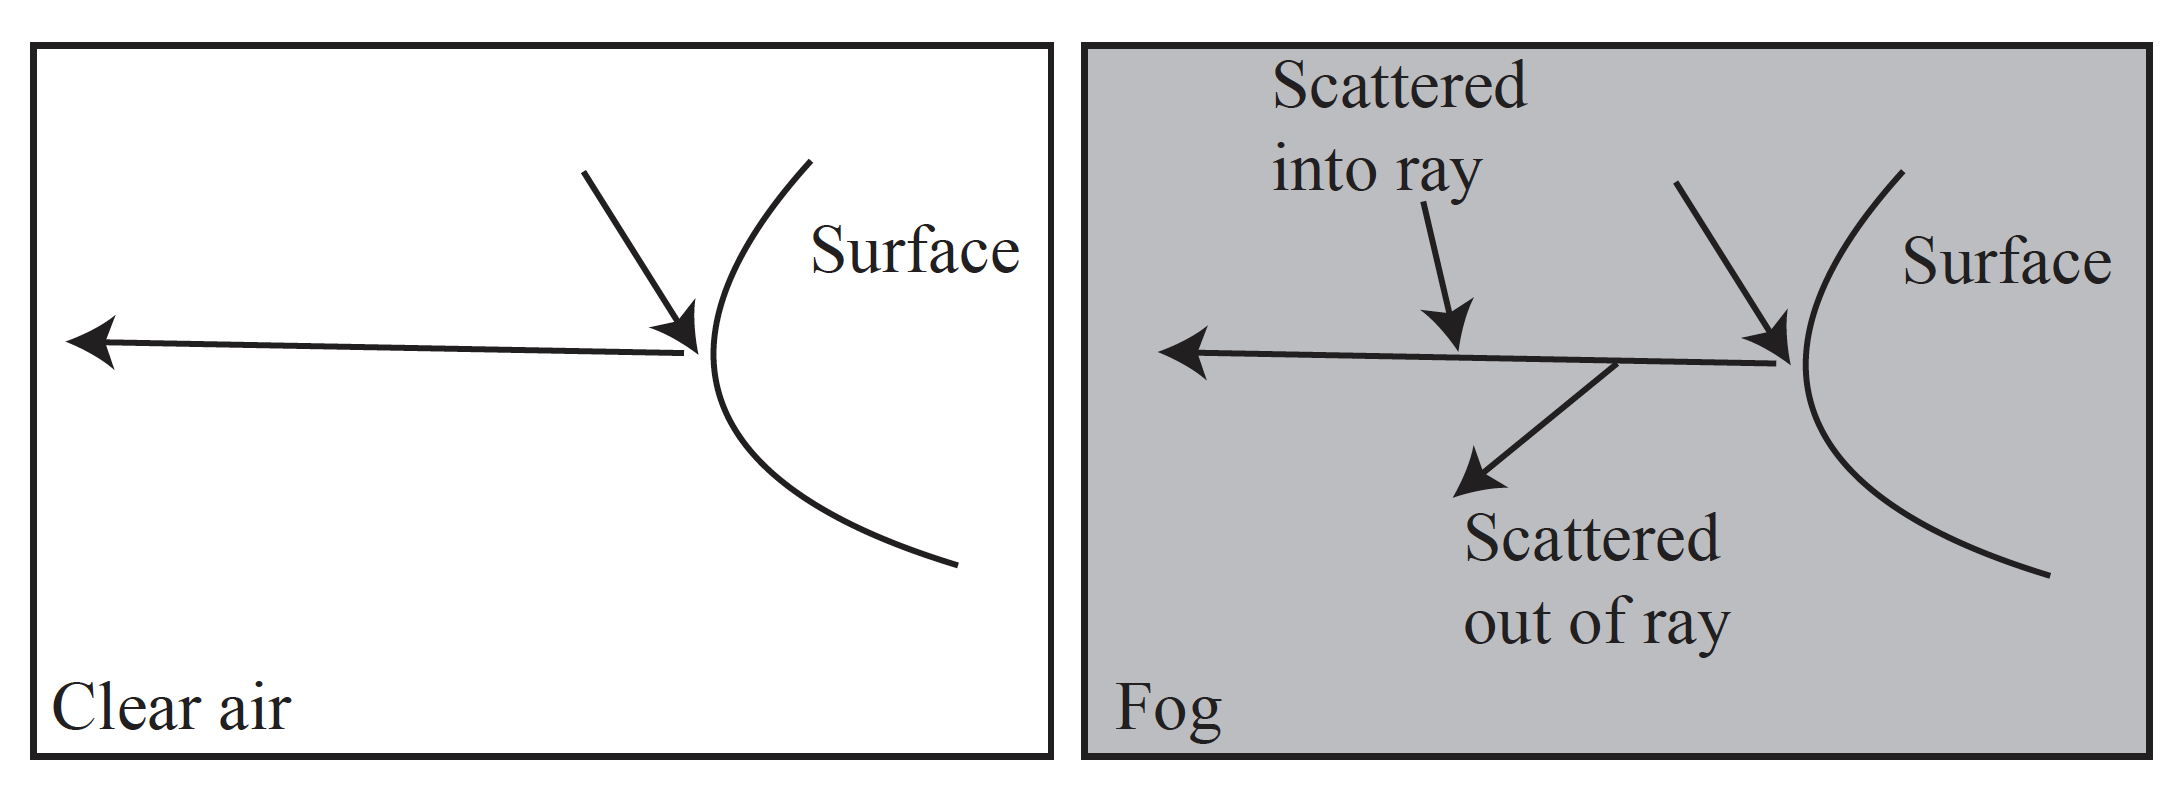 Surface
Clear air
Scattered
into ray
Surface
Scattered
out of ray
Fog